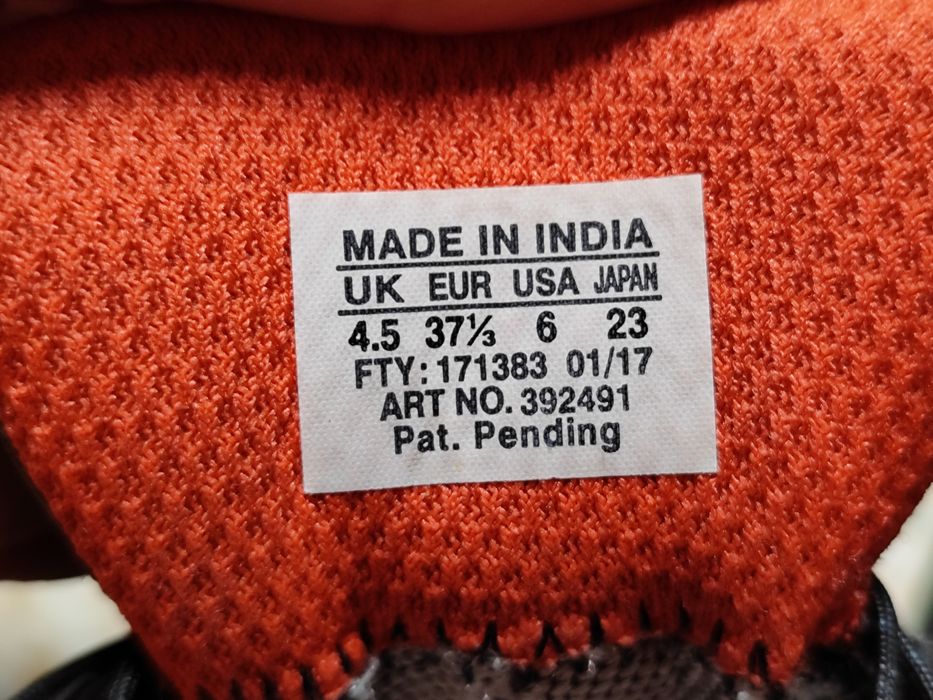 MADE IN INDIA
UK EUR USA JAPAN
4.5 37⅓ 6 23
FTY: 171383 01/17
ART NO. 392491
Pat. Pending